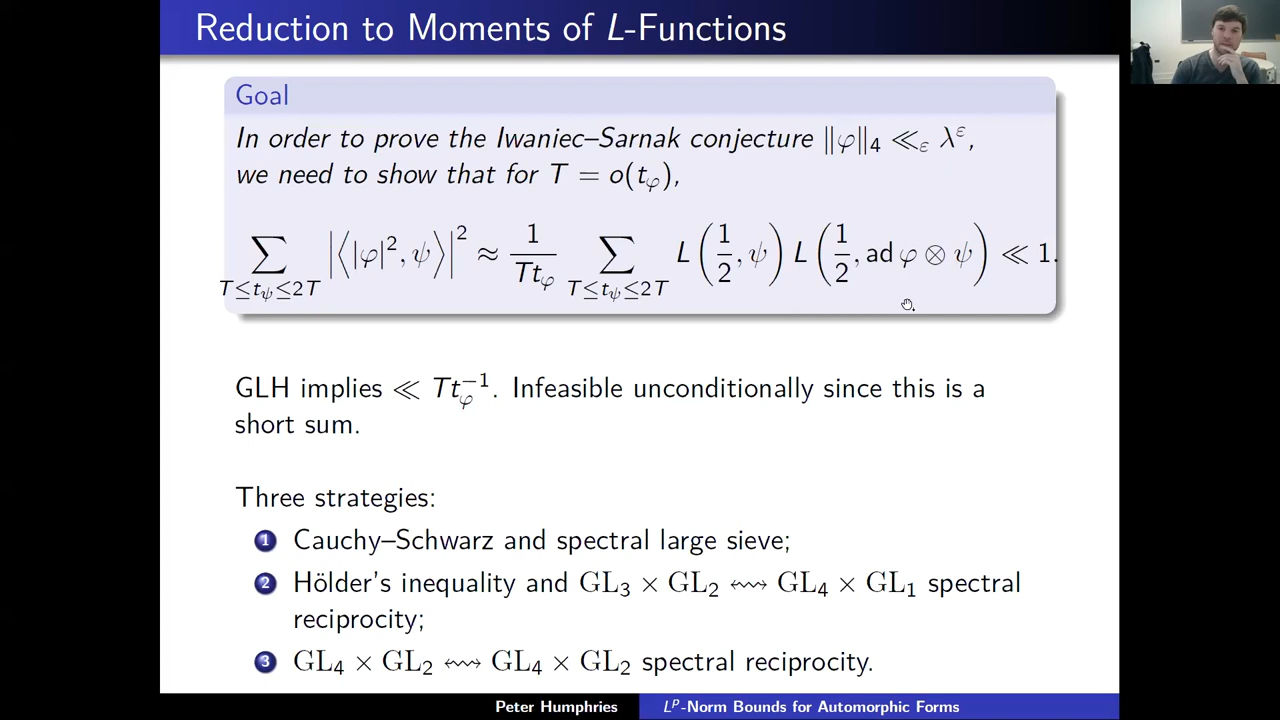 Reduction to Moments of L-Functions
Goal
In order to prove the Iwaniec–Sarnak conjecture ‖φ‖₄ ≪_ε λ^ε,
we need to show that for T = o(t_φ),
∑_{T≤t_ψ≤2T} |⟨|φ|², ψ⟩|² ≈ 1/(Tt_φ) ∑_{T≤t_ψ≤2T} L(1/2, ψ) L(1/2, ad φ ⊗ ψ) ≪ 1.
GLH implies ≪ Tt_φ^{-1}. Infeasible unconditionally since this is a
short sum.
Three strategies:
1 Cauchy–Schwarz and spectral large sieve;
2 Hölder's inequality and GL₃ × GL₂ ↭ GL₄ × GL₁ spectral
reciprocity;
3 GL₄ × GL₂ ↭ GL₄ × GL₂ spectral reciprocity.
Peter Humphries L^p-Norm Bounds for Automorphic Forms